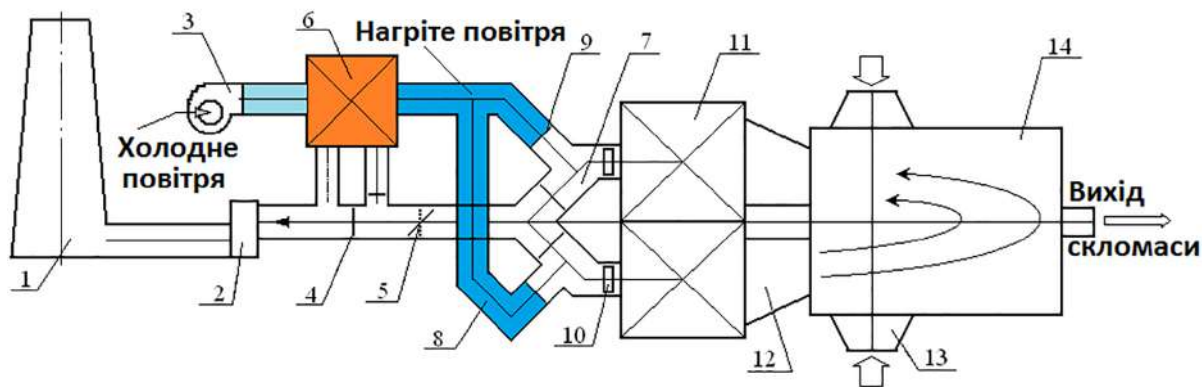 3
6
Нагріте повітря
9
7
11
14
Холодне
повітря
Вихід
скломаси
1
2
4
5
8
10
12
13